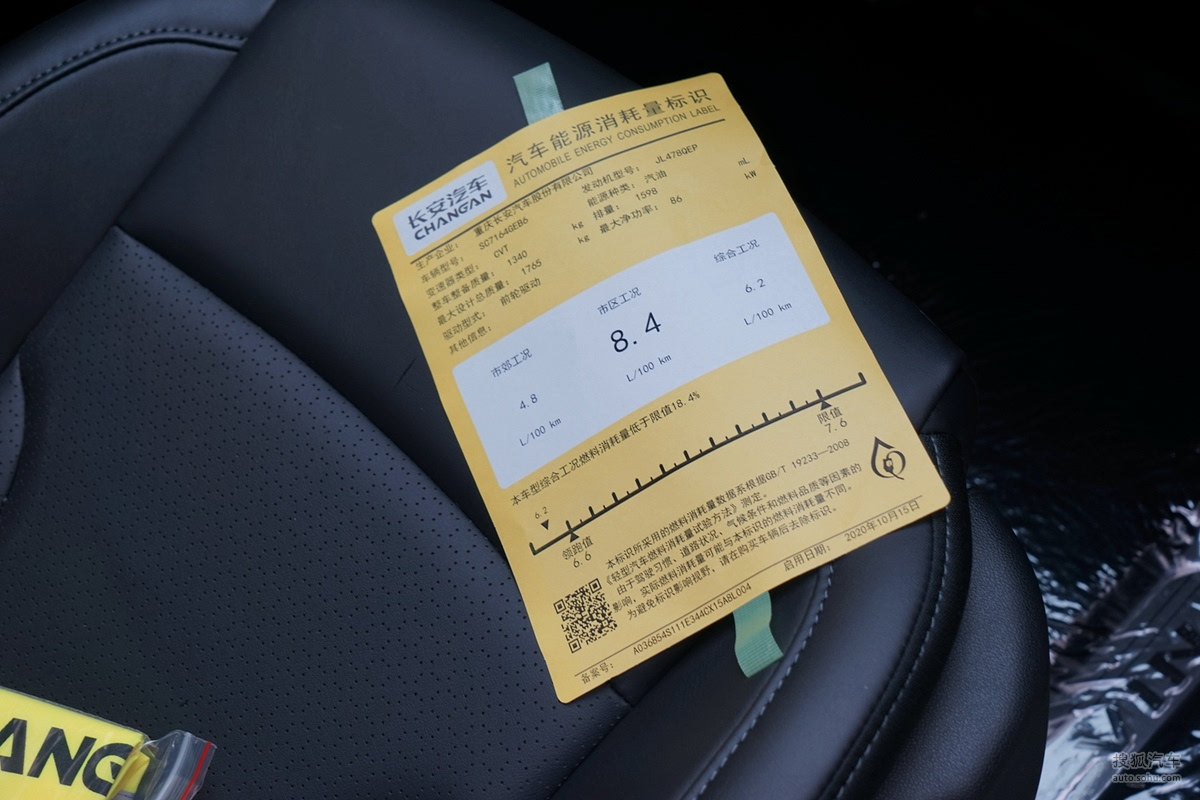 长安汽车
CHANGAN
汽车能源消耗量标识
AUTOMOBILE ENERGY CONSUMPTION LABEL
生产企业: 重庆长安汽车股份有限公司
车辆型号: SC7164GEB6
发动机型号: JL478QEP
变速器类型: CVT
能源种类: 汽油
整车整备质量: 1340 kg
排量: 1598 mL
最大设计总质量: 1765 kg
最大净功率: 86 kW
驱动型式: 前轮驱动
其他信息:
市郊工况
4.8
L/100 km
市区工况
8.4
L/100 km
综合工况
6.2
L/100 km
本车型综合工况燃料消耗量低于限值18.4%
6.2
领跑值
6.6
限值
7.6
本标识所采用的燃料消耗量数据系根据GB/T 19233—2008
《轻型汽车燃料消耗量试验方法》测定。
由于驾驶习惯、道路状况、气候条件和燃料品质等因素的
影响，实际燃料消耗量可能与本标识的燃料消耗量不同。
为避免标识影响视野，请在购买车辆后去除标识。
备案号: A036854S111E344CX15A8L004
启用日期: 2020年10月15日
ANG
搜狐汽车
auto.sohu.com